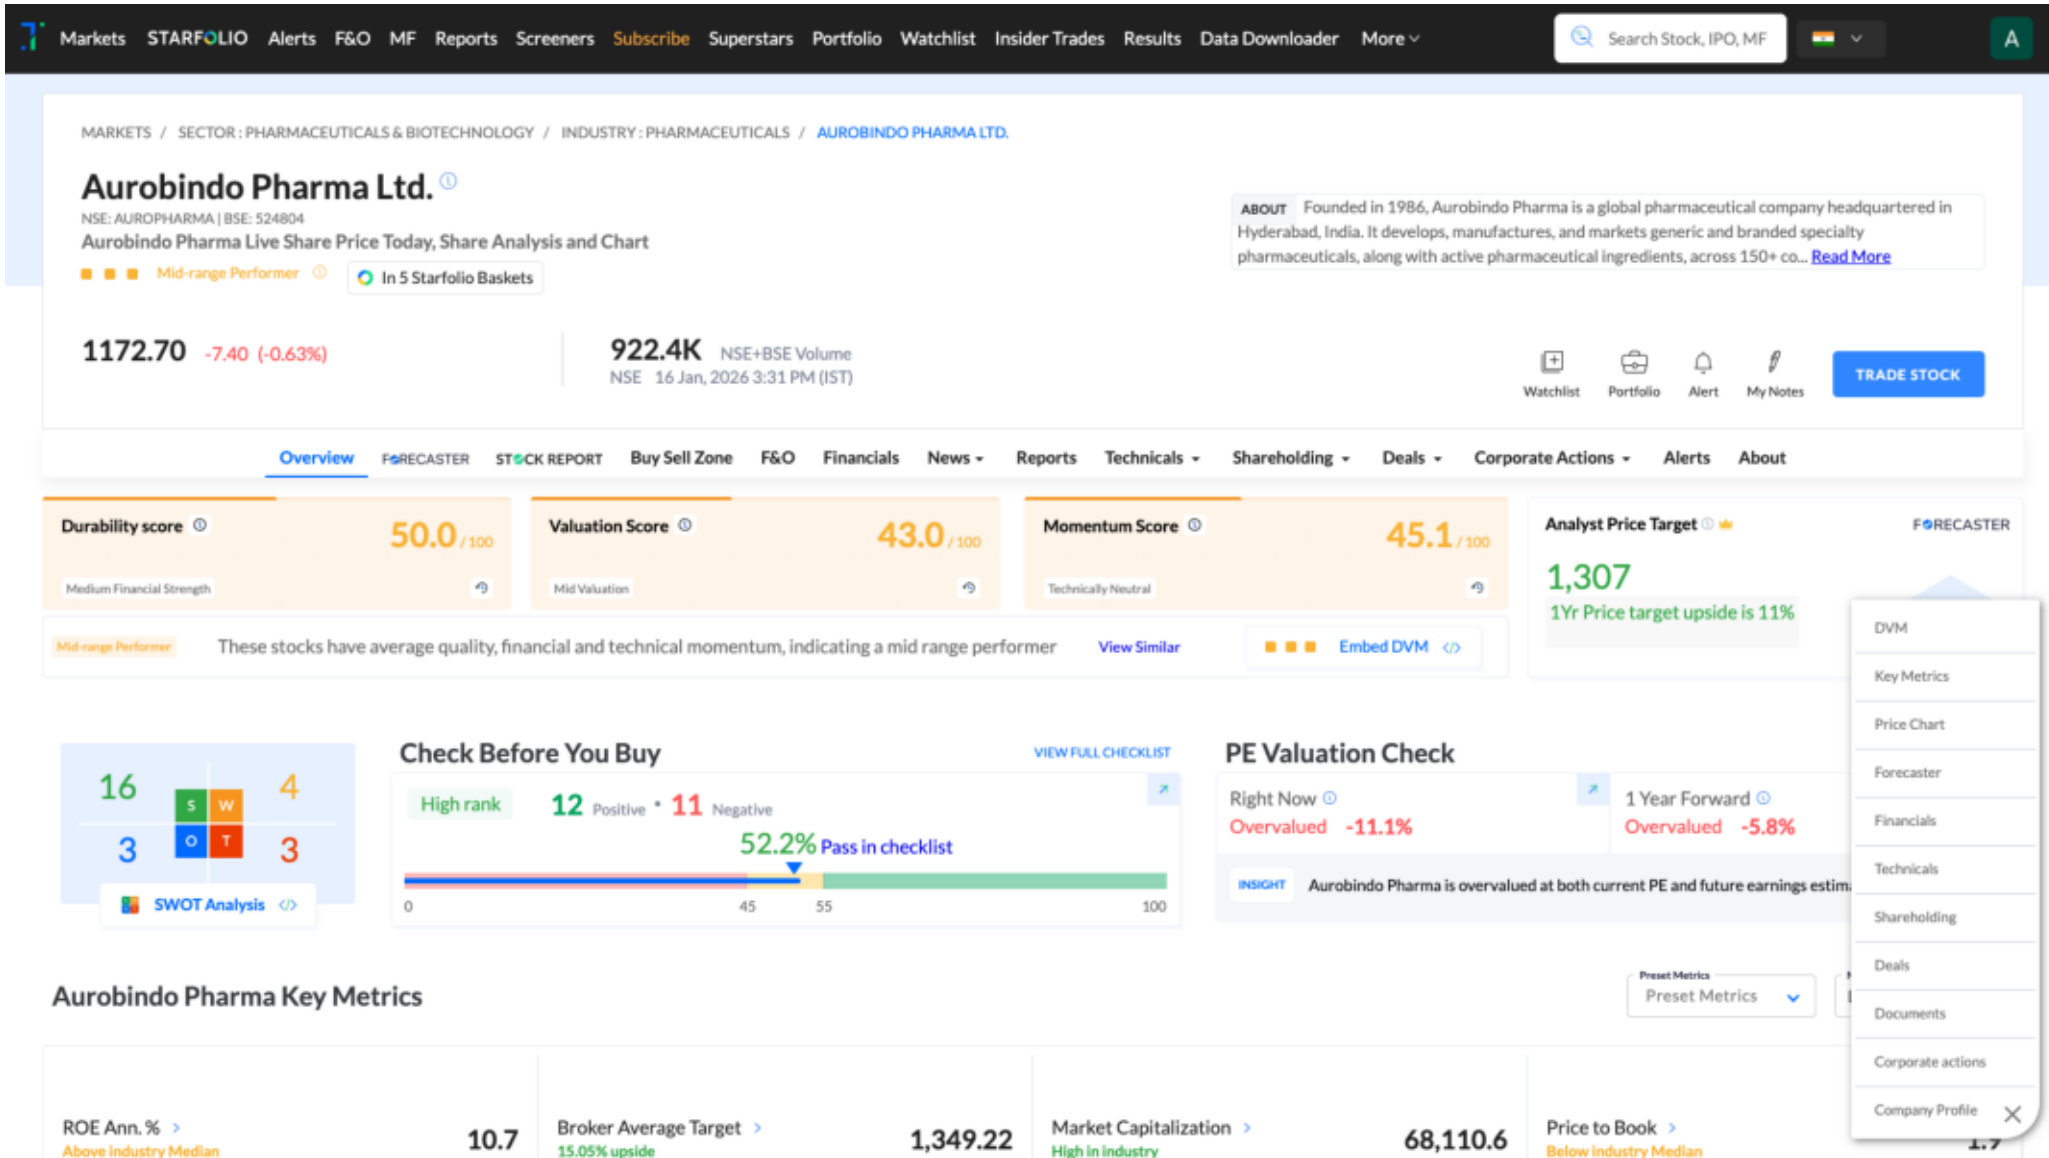 Markets STARFOLIO Alerts F&O MF Reports Screeners Subscribe Superstars Portfolio Watchlist Insider Trades Results Data Downloader More Search Stock, IPO, MF A
MARKETS / SECTOR : PHARMACEUTICALS & BIOTECHNOLOGY / INDUSTRY : PHARMACEUTICALS / AUROBINDO PHARMA LTD.
Aurobindo Pharma Ltd.
NSE: AUROPHARMA | BSE: 524804
Aurobindo Pharma Live Share Price Today, Share Analysis and Chart
Mid-range Performer In 5 Starfolio Baskets
ABOUT Founded in 1986, Aurobindo Pharma is a global pharmaceutical company headquartered in
Hyderabad, India. It develops, manufactures, and markets generic and branded specialty
pharmaceuticals, along with active pharmaceutical ingredients, across 150+ co... Read More
1172.70 -7.40 (-0.63%)
922.4K NSE+BSE Volume
NSE 16 Jan, 2026 3:31 PM (IST)
Watchlist Portfolio Alert My Notes TRADE STOCK
Overview FORECASTER STOCK REPORT Buy Sell Zone F&O Financials News Reports Technicals Shareholding Deals Corporate Actions Alerts About
Durability score 50.0 / 100
Medium Financial Strength
Valuation Score 43.0 / 100
Mid Valuation
Momentum Score 45.1 / 100
Technically Neutral
Analyst Price Target FORECASTER
1,307
1Yr Price target upside is 11%
Mid-range Performer These stocks have average quality, financial and technical momentum, indicating a mid range performer View Similar Embed DVM </>
16 S W 4
3 O T 3
SWOT Analysis </>
Check Before You Buy VIEW FULL CHECKLIST
High rank 12 Positive • 11 Negative
52.2% Pass in checklist
0 45 55 100
PE Valuation Check
Right Now
Overvalued -11.1%
1 Year Forward
Overvalued -5.8%
INSIGHT Aurobindo Pharma is overvalued at both current PE and future earnings estim
DVM
Key Metrics
Price Chart
Forecaster
Financials
Technicals
Shareholding
Deals
Documents
Corporate actions
Company Profile
Aurobindo Pharma Key Metrics
Preset Metrics
Preset Metrics
ROE Ann. % 10.7
Above industry Median
Broker Average Target 1,349.22
15.05% upside
Market Capitalization 68,110.6
High in industry
Price to Book 1.9
Below industry Median